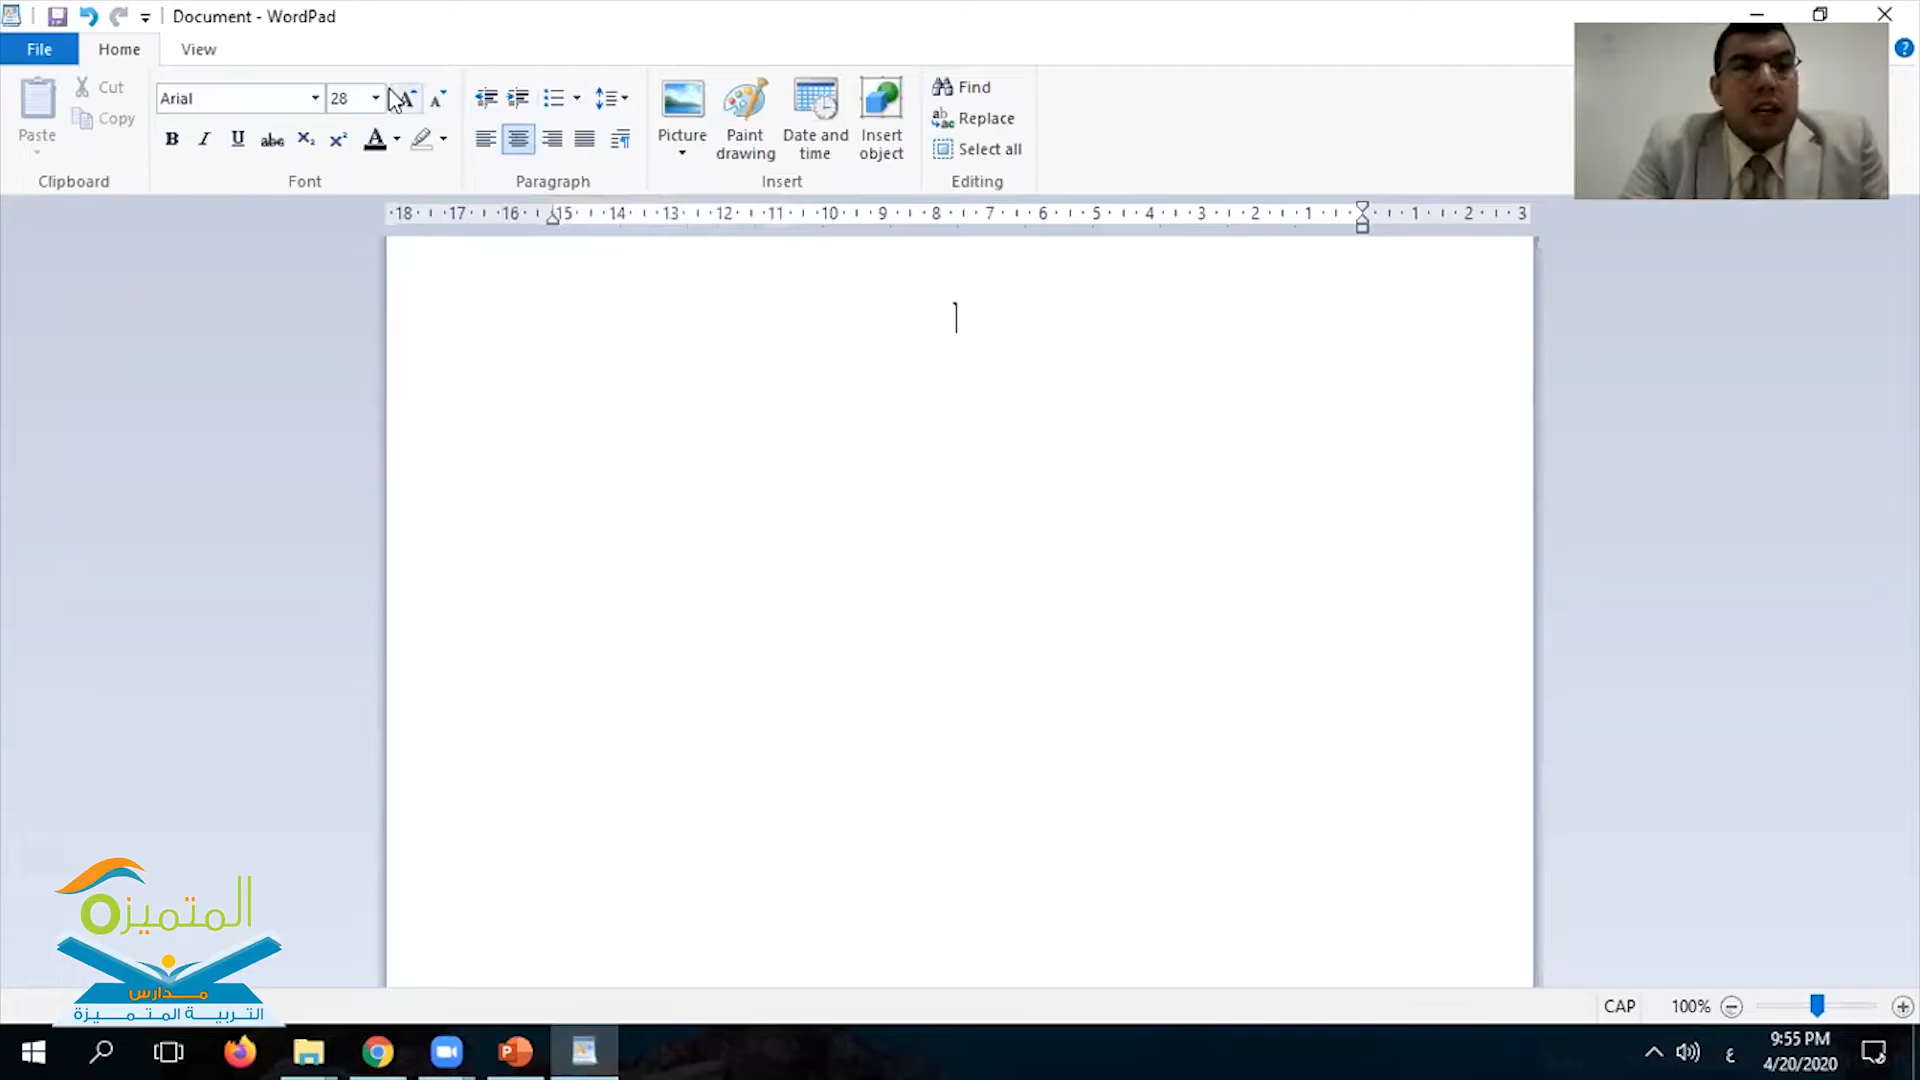 Document - WordPad
File
Home
View
Paste
Cut
Copy
Clipboard
Arial
28
Font
Paragraph
Picture
Paint drawing
Date and time
Insert object
Insert
Find
Replace
Select all
Editing
18 17 16 15 14 13 12 11 10 9 8 7 6 5 4 3 2 1 1 2 3
المتميزة
مدارس
التربية المتميزة
CAP
100%
ع
9:55 PM
4/20/2020